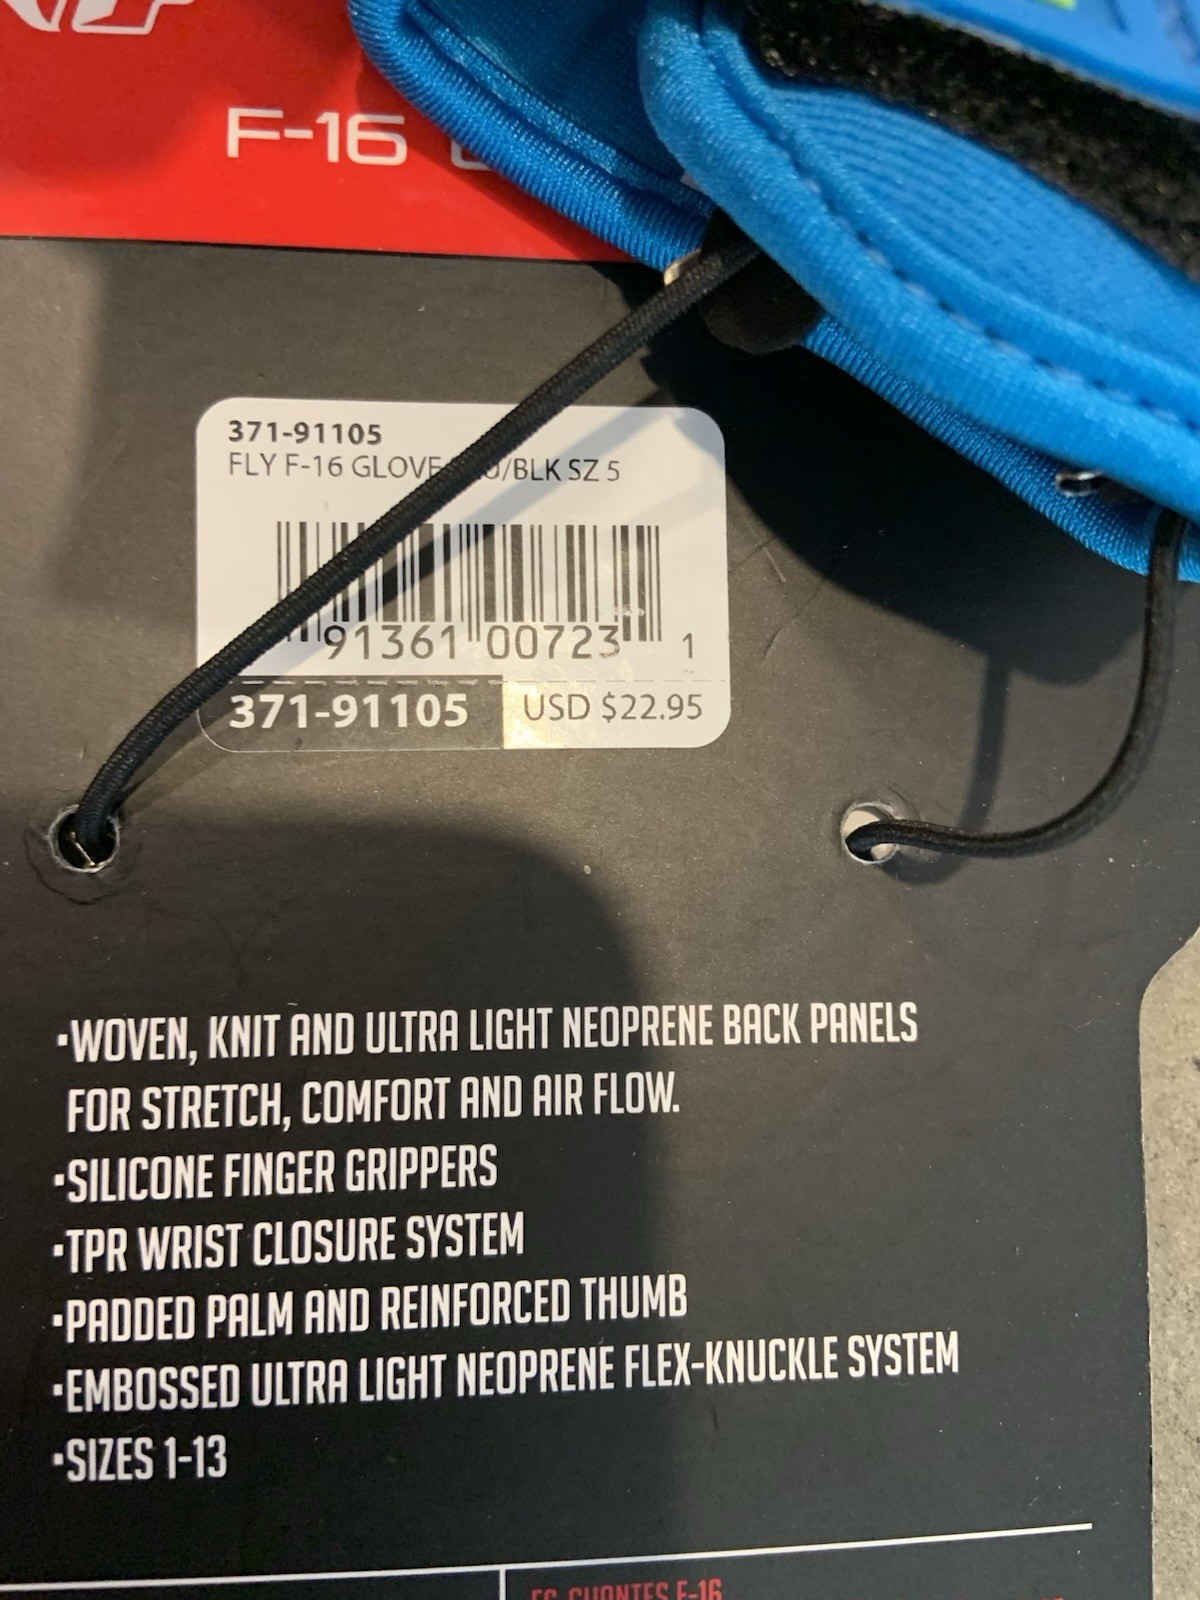 F-16
371-91105
FLY F-16 GLOVE /BLK SZ 5
91361 00723 1
371-91105 USD $22.95
·WOVEN, KNIT AND ULTRA LIGHT NEOPRENE BACK PANELS
FOR STRETCH, COMFORT AND AIR FLOW.
·SILICONE FINGER GRIPPERS
·TPR WRIST CLOSURE SYSTEM
·PADDED PALM AND REINFORCED THUMB
·EMBOSSED ULTRA LIGHT NEOPRENE FLEX-KNUCKLE SYSTEM
·SIZES 1-13
F-16